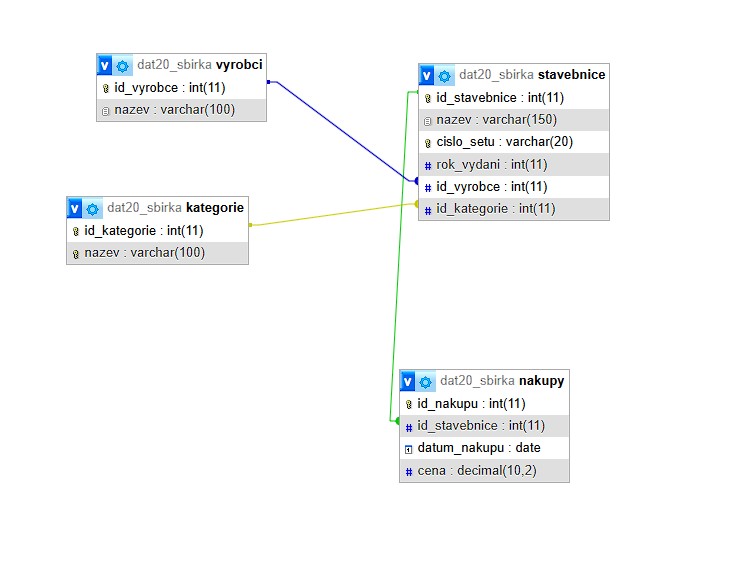 dat20_sbirka vyrobci
id_vyrobce : int(11)
nazev : varchar(100)
dat20_sbirka stavebnice
id_stavebnice : int(11)
nazev : varchar(150)
cislo_setu : varchar(20)
rok_vydani : int(11)
id_vyrobce : int(11)
id_kategorie : int(11)
dat20_sbirka kategorie
id_kategorie : int(11)
nazev : varchar(100)
dat20_sbirka nakupy
id_nakupu : int(11)
id_stavebnice : int(11)
datum_nakupu : date
cena : decimal(10,2)